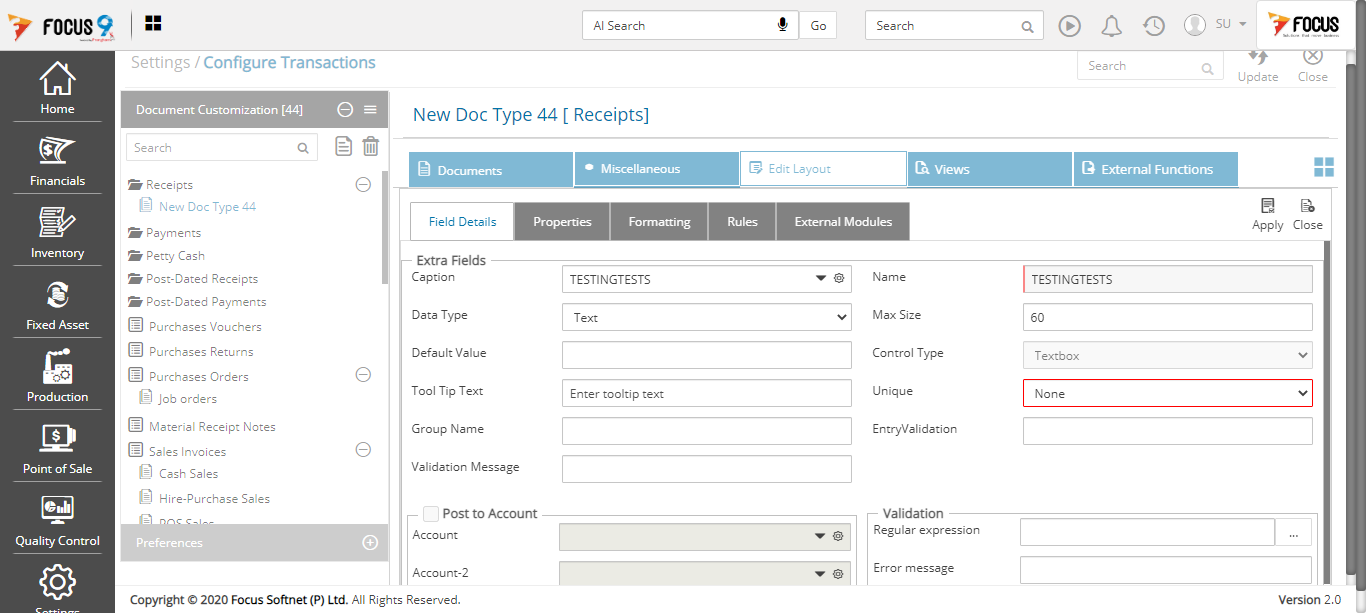 FOCUS 9
AI Search
Go
Search
SU
FOCUS
Settings / Configure Transactions
Search
Update
Close
Home
Financials
Inventory
Fixed Asset
Production
Point of Sale
Quality Control
Settings
Document Customization [44]
Search
Receipts
New Doc Type 44
Payments
Petty Cash
Post-Dated Receipts
Post-Dated Payments
Purchases Vouchers
Purchases Returns
Purchases Orders
Job orders
Material Receipt Notes
Sales Invoices
Cash Sales
Hire-Purchase Sales
POS Sales
Preferences
New Doc Type 44 [ Receipts]
Documents
Miscellaneous
Edit Layout
Views
External Functions
Field Details
Properties
Formatting
Rules
External Modules
Apply
Close
Extra Fields
Caption
TESTINGTESTS
Name
TESTINGTESTS
Data Type
Text
Max Size
60
Default Value
Control Type
Textbox
Tool Tip Text
Enter tooltip text
Unique
None
Group Name
EntryValidation
Validation Message
Post to Account
Account
Account-2
Validation
Regular expression
...
Error message
Copyright © 2020 Focus Softnet (P) Ltd. All Rights Reserved.
Version 2.0